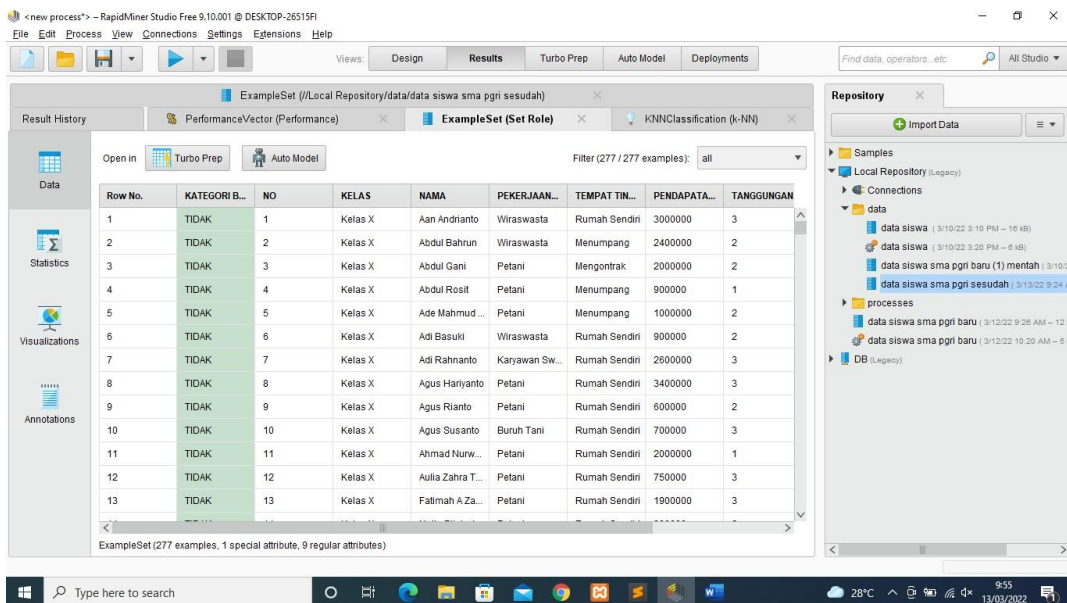 <new process*> – RapidMiner Studio Free 9.10.001 @ DESKTOP-26515FI
File Edit Process View Connections Settings Extensions Help
Views: Design Results Turbo Prep Auto Model Deployments Find data, operators...etc All Studio
ExampleSet (//Local Repository/data/data siswa sma pgri sesudah)
Result History PerformanceVector (Performance) ExampleSet (Set Role) KNNClassification (k-NN)
Open in Turbo Prep Auto Model Filter (277 / 277 examples): all
Data
Statistics
Visualizations
Annotations
Row No. KATEGORI B... NO KELAS NAMA PEKERJAAN... TEMPAT TIN... PENDAPATA... TANGGUNGAN
1 TIDAK 1 Kelas X Aan Andrianto Wiraswasta Rumah Sendiri 3000000 3
2 TIDAK 2 Kelas X Abdul Bahrun Wiraswasta Menumpang 2400000 2
3 TIDAK 3 Kelas X Abdul Gani Petani Mengontrak 2000000 2
4 TIDAK 4 Kelas X Abdul Rosit Petani Menumpang 900000 1
5 TIDAK 5 Kelas X Ade Mahmud ... Petani Menumpang 1000000 2
6 TIDAK 6 Kelas X Adi Basuki Wiraswasta Rumah Sendiri 900000 2
7 TIDAK 7 Kelas X Adi Rahnanto Karyawan Sw... Rumah Sendiri 2600000 3
8 TIDAK 8 Kelas X Agus Hariyanto Petani Rumah Sendiri 3400000 3
9 TIDAK 9 Kelas X Agus Rianto Petani Rumah Sendiri 600000 2
10 TIDAK 10 Kelas X Agus Susanto Buruh Tani Rumah Sendiri 700000 3
11 TIDAK 11 Kelas X Ahmad Nurw... Petani Rumah Sendiri 2000000 1
12 TIDAK 12 Kelas X Aulia Zahra T... Petani Rumah Sendiri 750000 3
13 TIDAK 13 Kelas X Fatimah A Za... Petani Rumah Sendiri 1900000 3
ExampleSet (277 examples, 1 special attribute, 9 regular attributes)
Repository
Import Data
Samples
Local Repository (Legacy)
Connections
data
data siswa (3/10/22 3:10 PM – 16 kB)
data siswa (3/10/22 3:20 PM – 6 kB)
data siswa sma pgri baru (1) mentah (3/10/2
data siswa sma pgri sesudah (3/13/22 9:24 A
processes
data siswa sma pgri baru (3/12/22 9:26 AM – 12
data siswa sma pgri baru (3/12/22 10:20 AM – 5
DB (Legacy)
Type here to search 28°C 9:55
13/03/2022